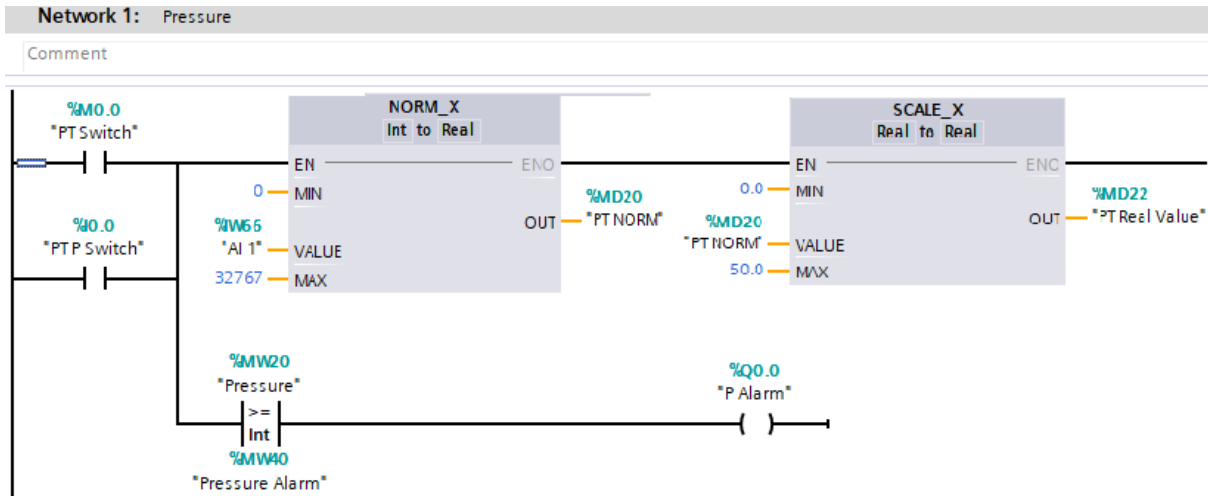 Network 1: Pressure
Comment
%M0.0
"PT Switch"
NORM_X
Int to Real
EN
ENO
0
MIN
%MD20
OUT
"PT NORM"
%IW66
"AI 1"
VALUE
32767
MAX
SCALE_X
Real to Real
EN
ENO
0.0
MIN
%MD22
OUT
"PT Real Value"
%MD20
"PT NORM"
VALUE
50.0
MAX
%I0.0
"PT P Switch"
%MW20
"Pressure"
>=
Int
%MW40
"Pressure Alarm"
%Q0.0
"P Alarm"